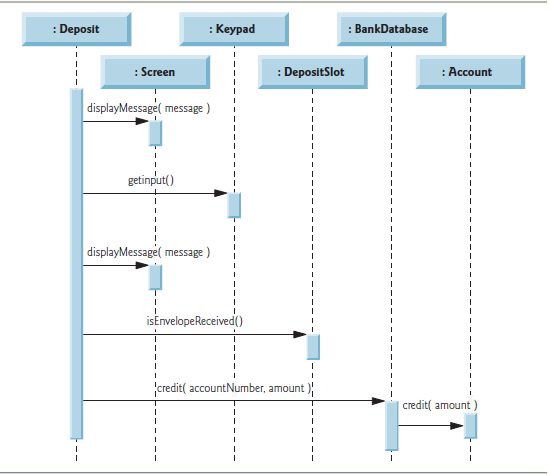 : Deposit
: Keypad
: BankDatabase
: Screen
: DepositSlot
: Account
displayMessage( message )
getinput()
displayMessage( message )
isEnvelopeReceived()
credit( accountNumber, amount )
credit( amount )